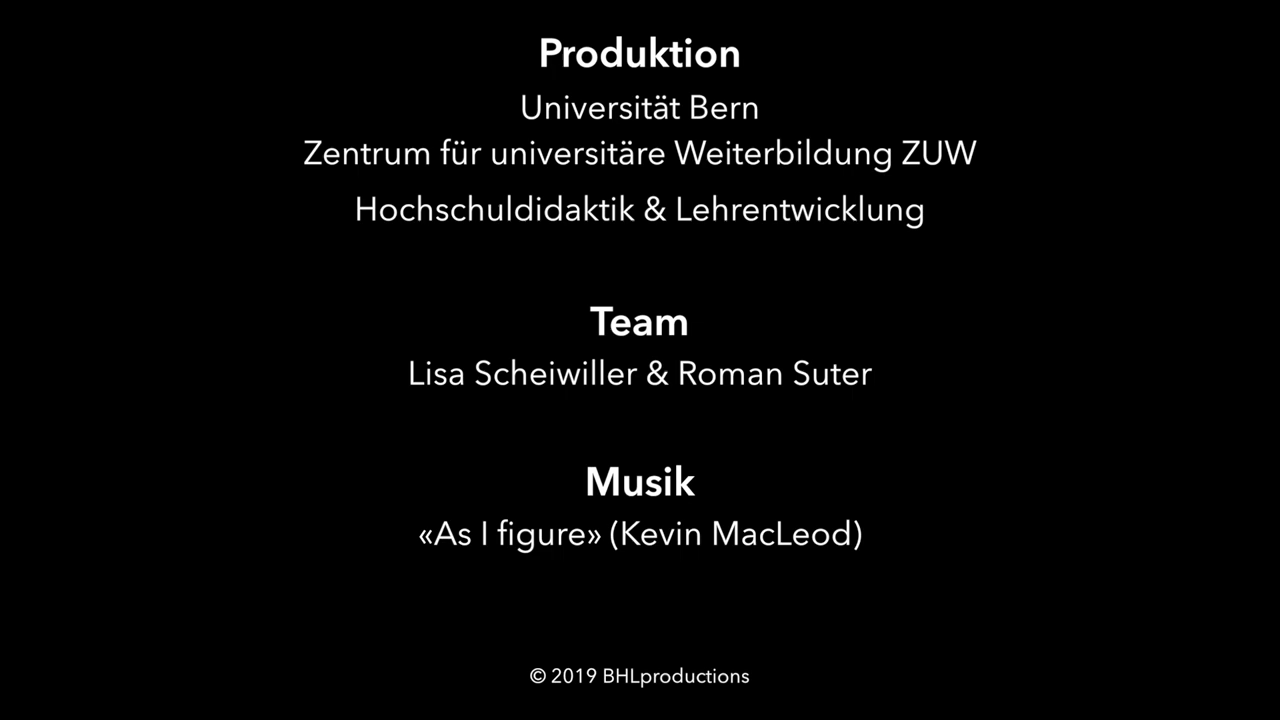 Produktion
Universität Bern
Zentrum für universitäre Weiterbildung ZUW
Hochschuldidaktik & Lehrentwicklung
Team
Lisa Scheiwiller & Roman Suter
Musik
«As I figure» (Kevin MacLeod)
© 2019 BHLproductions